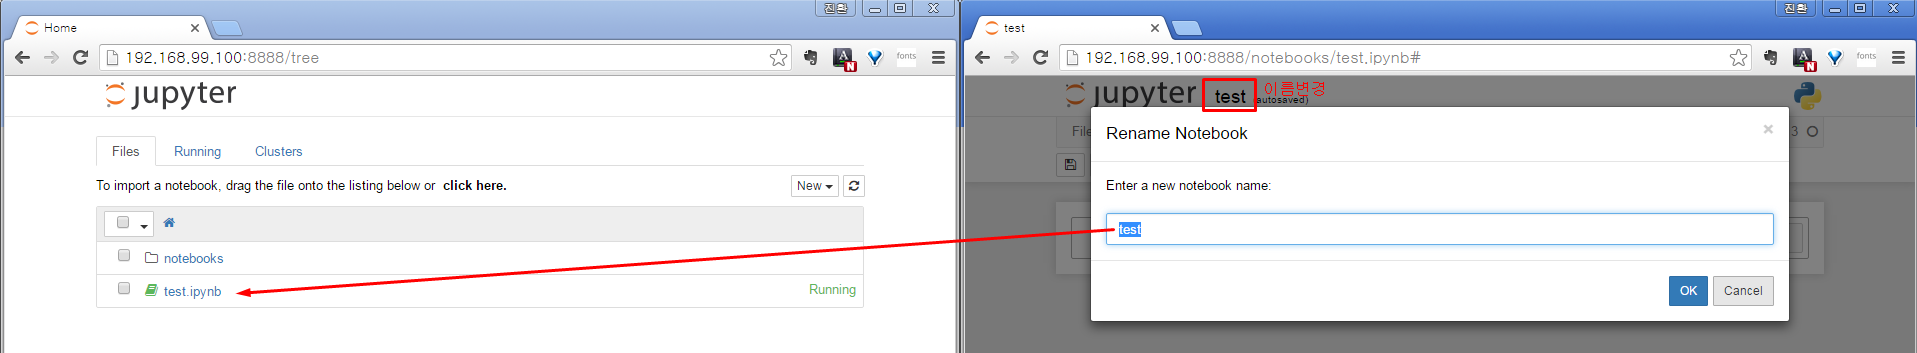 진환
Home
192.168.99.100:8888/tree
fonts
N
jupyter
Files Running Clusters
To import a notebook, drag the file onto the listing below or click here.
New
notebooks
test.ipynb
Running
진환
test
192.168.99.100:8888/notebooks/test.ipynb#
fonts
N
jupyter test 이름변경
autosaved)
File
3
Rename Notebook
×
Enter a new notebook name:
test
OK Cancel